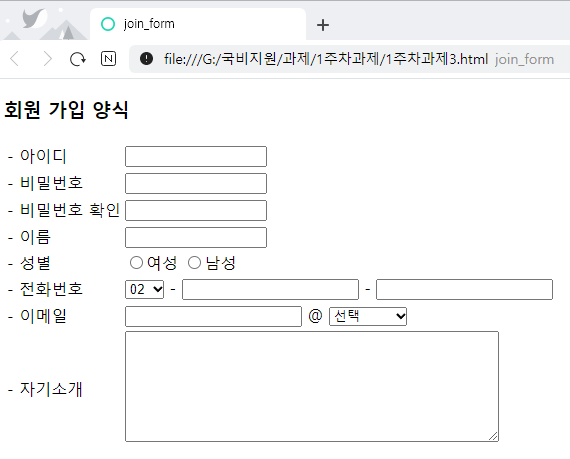 join_form
file:///G:/국비지원/과제/1주차과제/1주차과제3.html join_form
회원 가입 양식
- 아이디
- 비밀번호
- 비밀번호 확인
- 이름
- 성별 여성 남성
- 전화번호 02 - -
- 이메일 @ 선택
- 자기소개